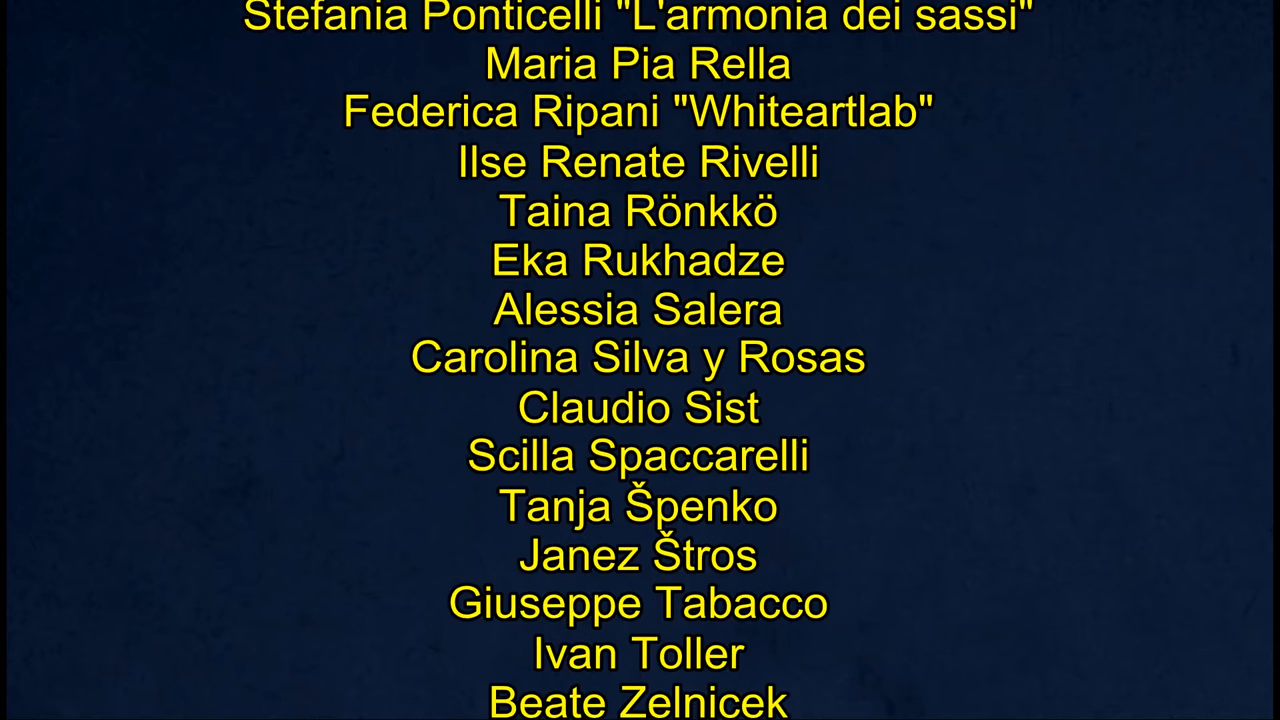 Stefania Ponticelli "L'armonia dei sassi"
Maria Pia Rella
Federica Ripani "Whiteartlab"
Ilse Renate Rivelli
Taina Rönkkö
Eka Rukhadze
Alessia Salera
Carolina Silva y Rosas
Claudio Sist
Scilla Spaccarelli
Tanja Špenko
Janez Štros
Giuseppe Tabacco
Ivan Toller
Beate Zelnicek